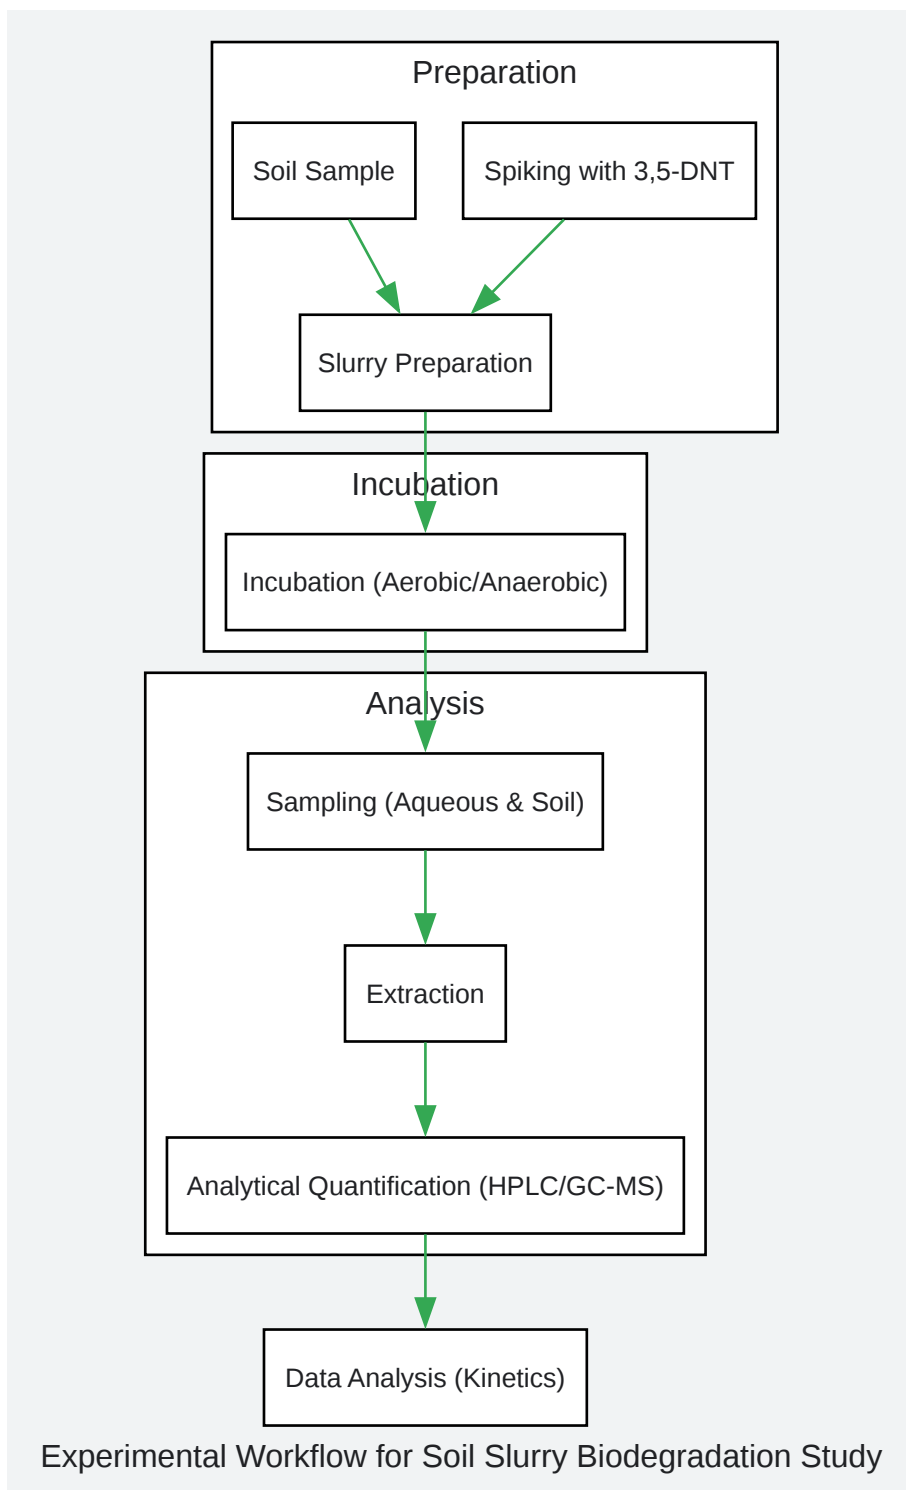 Preparation
Soil Sample
Spiking with 3,5-DNT
Slurry Preparation
Incubation
Incubation (Aerobic/Anaerobic)
Analysis
Sampling (Aqueous & Soil)
Extraction
Analytical Quantification (HPLC/GC-MS)
Data Analysis (Kinetics)
Experimental Workflow for Soil Slurry Biodegradation Study